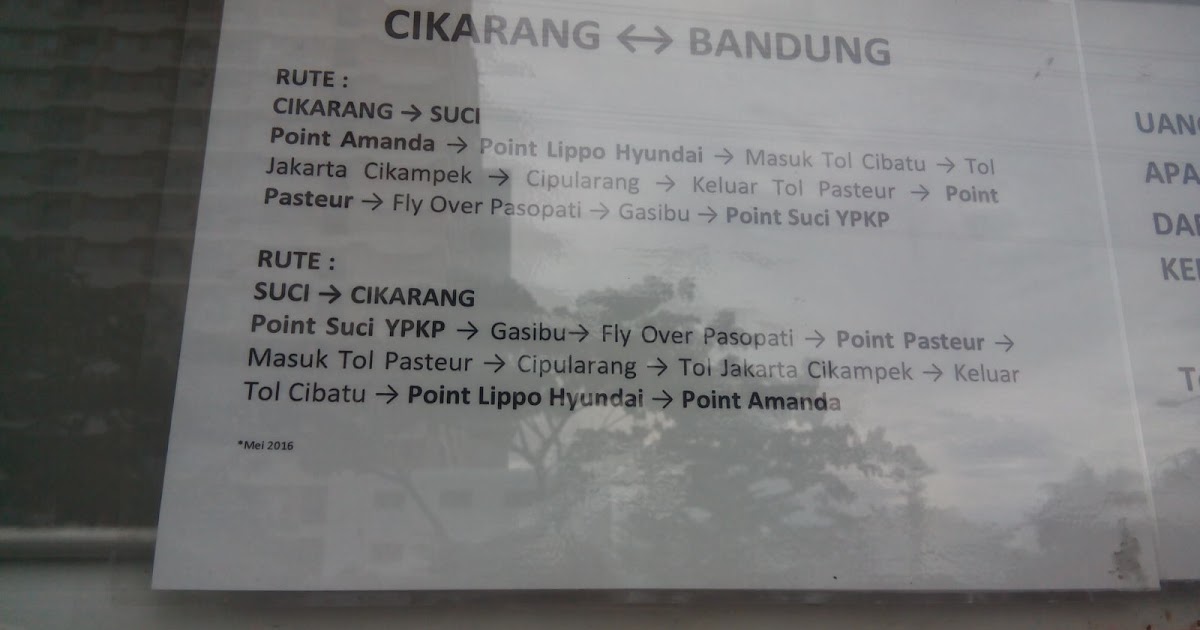 CIKARANG ↔ BANDUNG
RUTE :
CIKARANG → SUCI
Point Amanda → Point Lippo Hyundai → Masuk Tol Cibatu → Tol
Jakarta Cikampek → Cipularang → Keluar Tol Pasteur → Point
Pasteur → Fly Over Pasopati → Gasibu → Point Suci YPKP
RUTE :
SUCI → CIKARANG
Point Suci YPKP → Gasibu→ Fly Over Pasopati → Point Pasteur →
Masuk Tol Pasteur → Cipularang → Tol Jakarta Cikampek → Keluar
Tol Cibatu → Point Lippo Hyundai → Point Amanda
*Mei 2016
UANG
APA